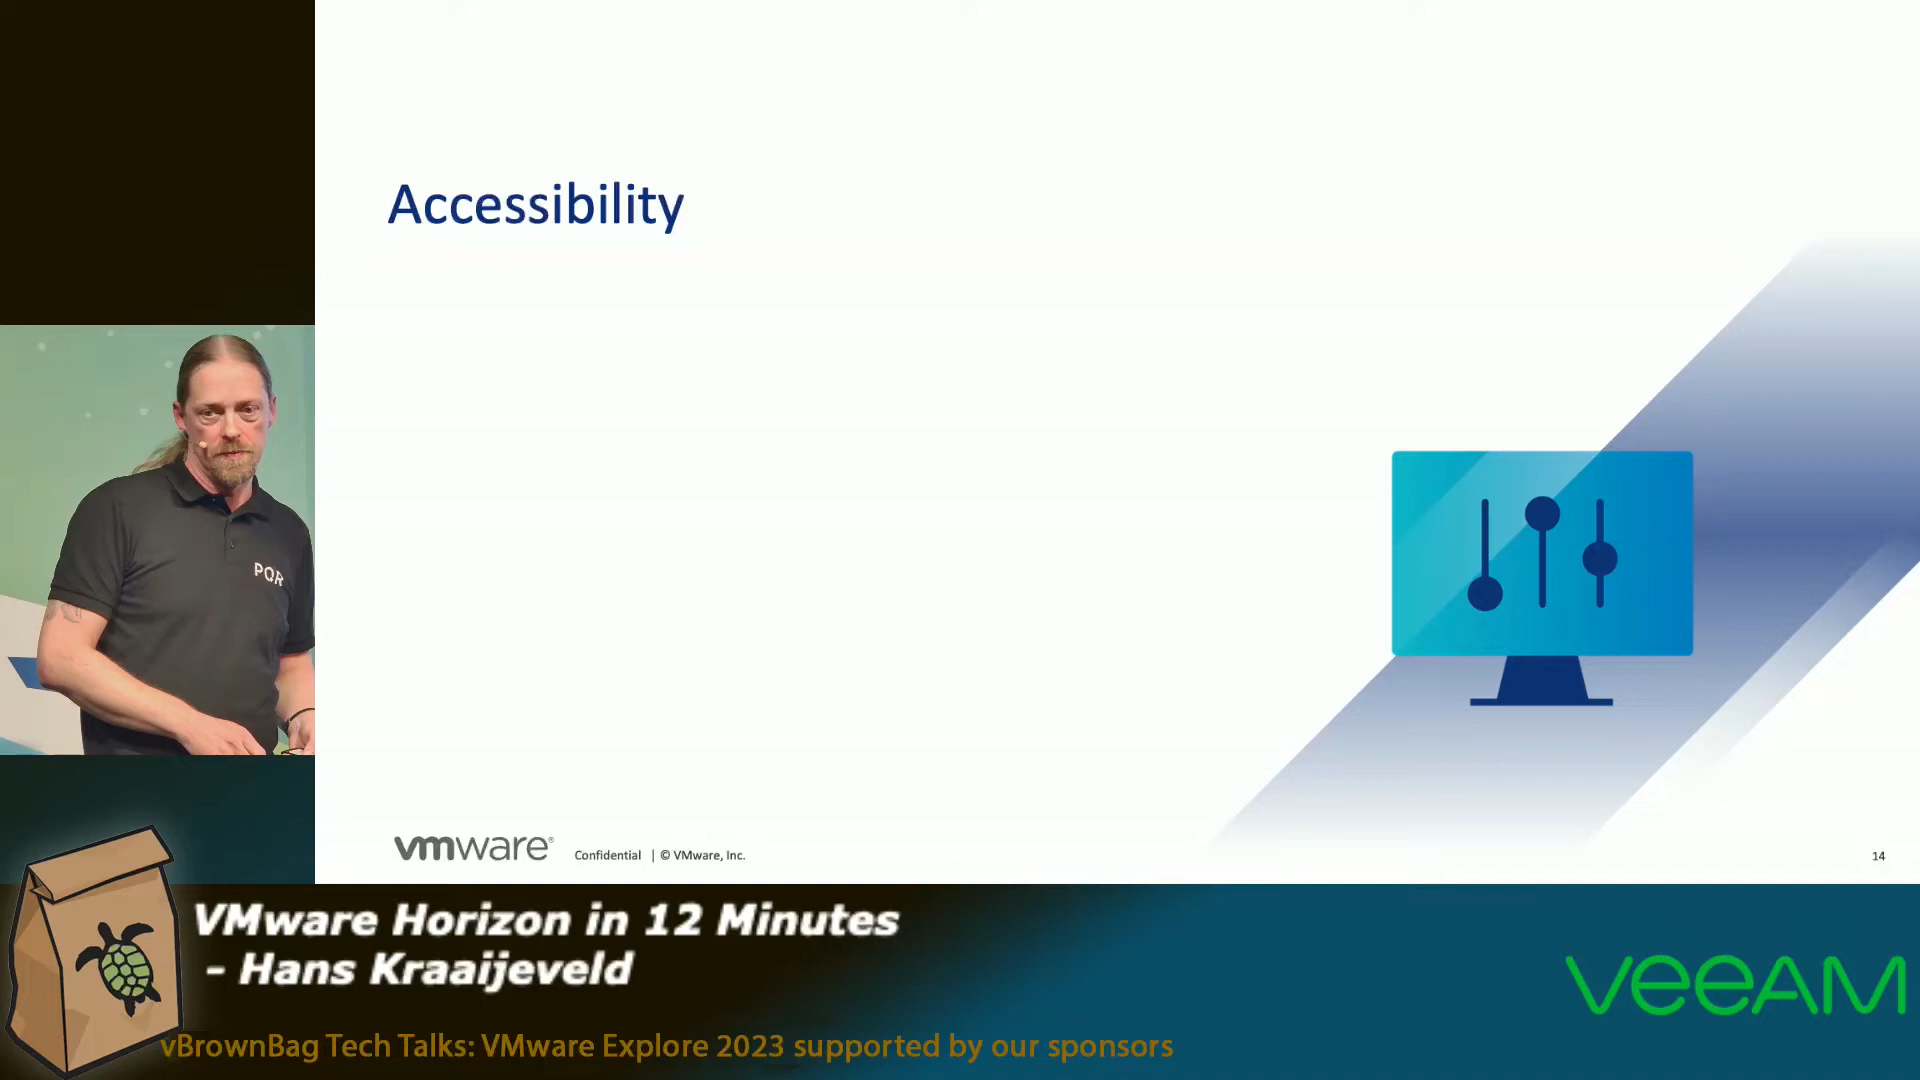 Accessibility
PQR
vmware®
Confidential | © VMware, Inc.
14
VMware Horizon in 12 Minutes
- Hans Kraaijeveld
veeAM
vBrownBag Tech Talks: VMware Explore 2023 supported by our sponsors